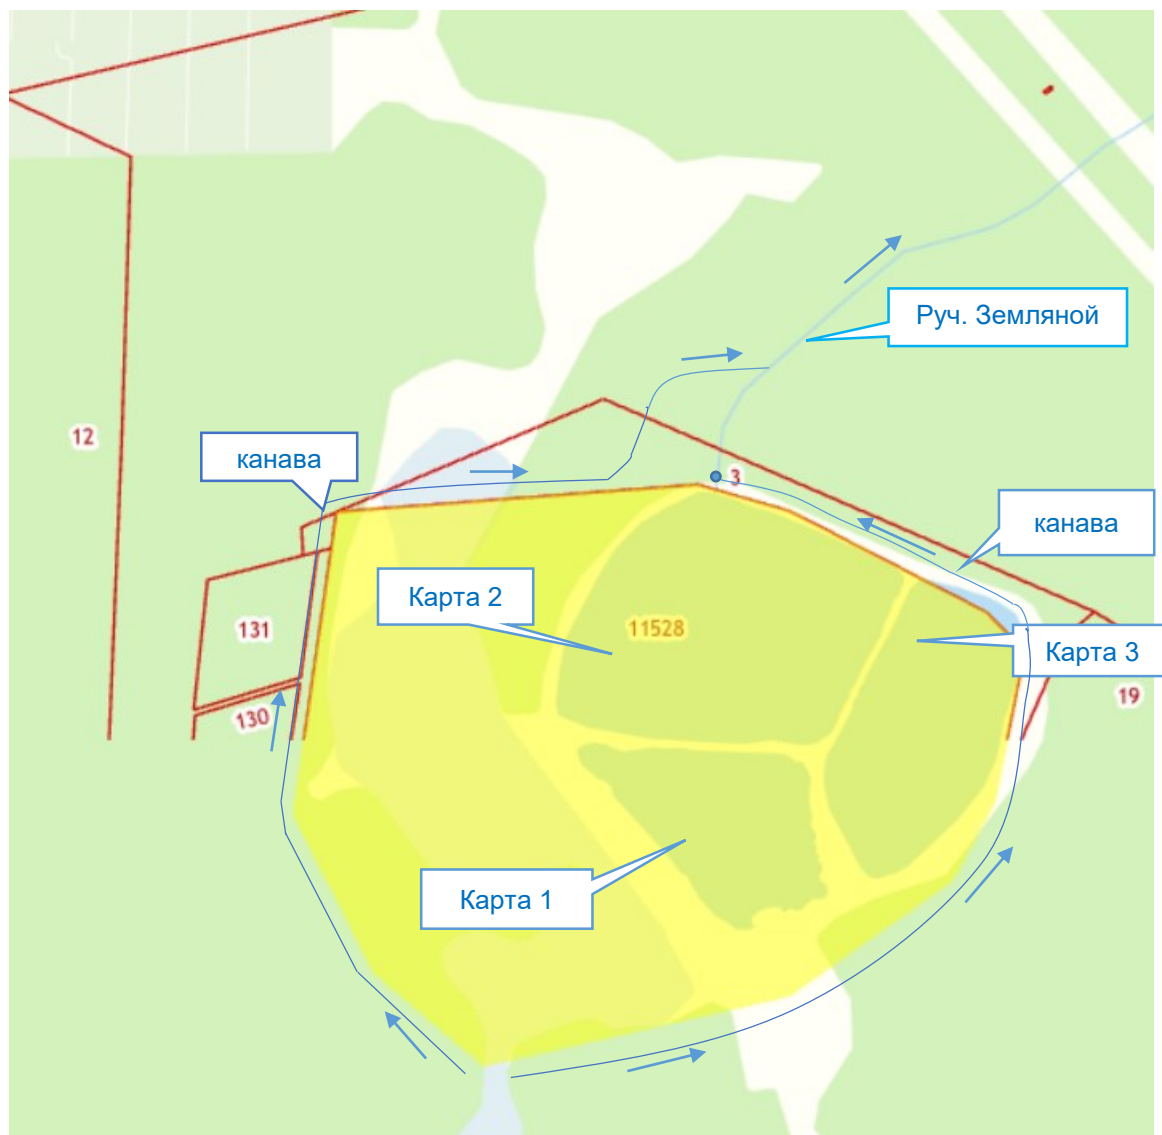 Руч. Земляной
12
канава
3
канава
Карта 2
131
11528
Карта 3
19
130
Карта 1